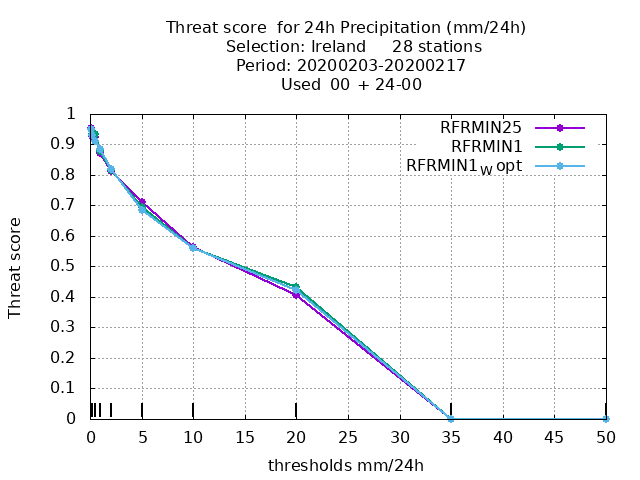 Threat score  for 24h Precipitation (mm/24h)
Selection: Ireland     28 stations
Period: 20200203-20200217
Used  00 + 24-00
RFRMIN25
RFRMIN1
RFRMIN1W opt
1
0.9
0.8
0.7
0.6
0.5
0.4
0.3
0.2
0.1
0
Threat score
0 5 10 15 20 25 30 35 40 45 50
thresholds mm/24h